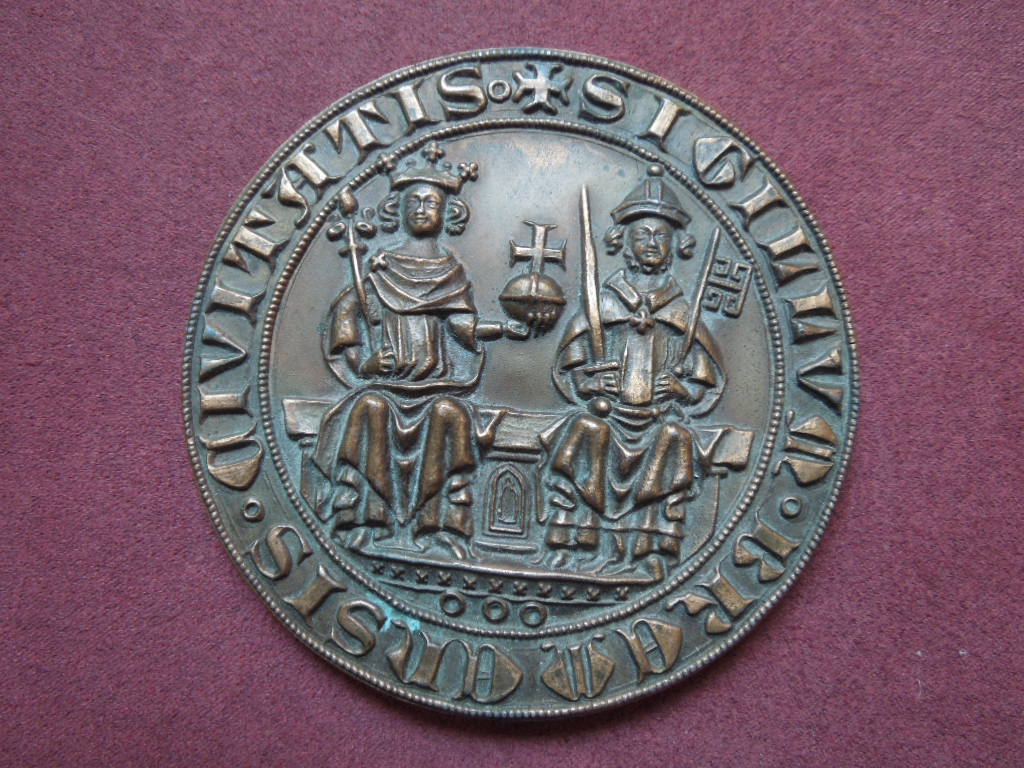 ✠ SIGILLVM ◦ BREMENSIS ◦ CIVITATIS ◦